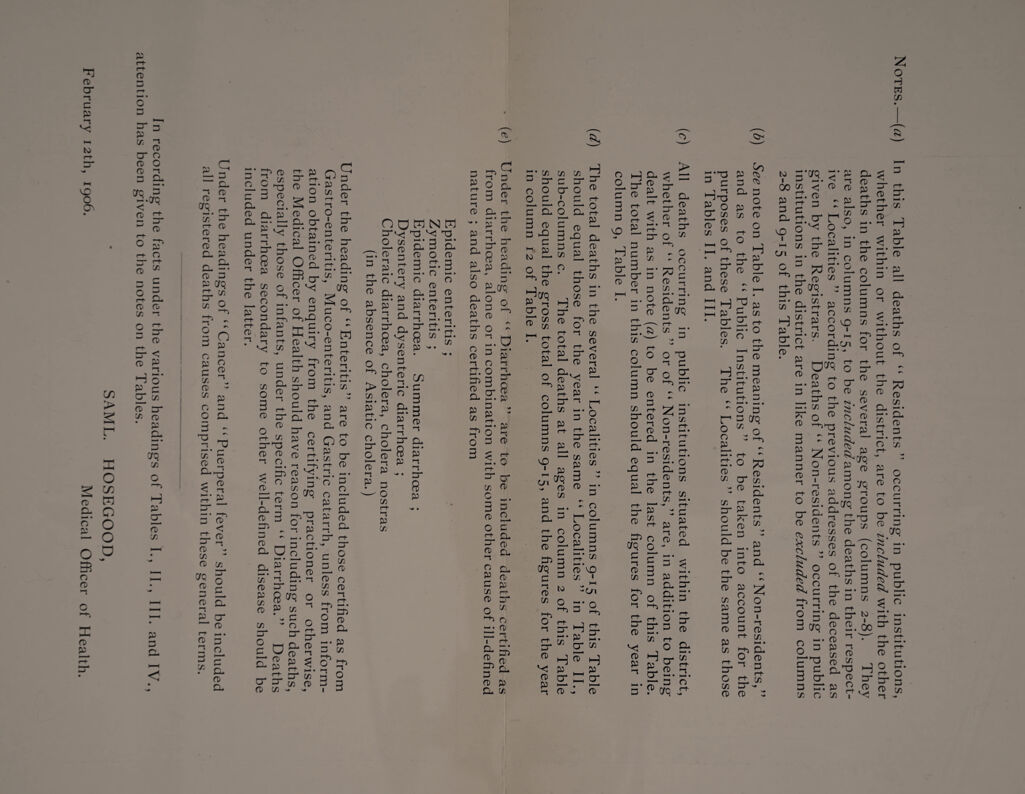 NOTES.—(a) In this Table all deaths of "Residents" occurring in public institutions,
whether within or without the district, are to be included with the other
deaths in the columns for the several age groups (columns 2-8). They
are also, in columns 9-15, to be included among the deaths in their respect-
ive "Localities" according to the previous addresses of the deceased as
given by the Registrars. Deaths of "Non-residents" occurring in public
institutions in the district are in like manner to be excluded from columns
2-8 and 9-15 of this Table.
(b) See note on Table I. as to the meaning of "Residents" and "Non-residents,"
and as to the "Public Institutions" to be taken into account for the
purposes of these Tables. The "Localities" should be the same as those
in Tables II. and III.
(c) All deaths occurring in public institutions situated within the district,
whether of "Residents" or of "Non-residents," are, in addition to being
dealt with as in note (a) to be entered in the last column of this Table.
The total number in this column should equal the figures for the year in
column 9, Table I.
(d) The total deaths in the several "Localities" in columns 9-15 of this Table
should equal those for the year in the same "Localities" in Table II.,
sub-columns c. The total deaths at all ages in column 2 of this Table
should equal the gross total of columns 9-15, and the figures for the year
in column 12 of Table I.
(e) Under the heading of "Diarrhœa" are to be included deaths certified as
from diarrhœa, alone or in combination with some other cause of ill-defined
nature; and also deaths certified as from
Epidemic enteritis;
Zymotic enteritis;
Epidemic diarrhœa. Summer diarrhœa;
Dysentery and dysenteric diarrhœa;
Choleraic diarrhœa, cholera, cholera nostras
(in the absence of Asiatic cholera.)
Under the heading of "Enteritis" are to be included those certified as from
Gastro-enteritis, Muco-enteritis, and Gastric catarrh, unless from inform-
ation obtained by enquiry from the certifying practioner or otherwise,
the Medical Officer of Health should have reason for including such deaths,
especially those of infants, under the specific term "Diarrhœa." Deaths
from diarrhœa secondary to some other well-defined disease should be
included under the latter.
Under the headings of "Cancer" and "Puerperal fever" should be included
all registered deaths from causes comprised within these general terms.
In recording the facts under the various headings of Tables I., II., III. and IV.,
attention has been given to the notes on the Tables.
SAML. HOSEGOOD,
Medical Officer of Health.
February 12th, 1906.